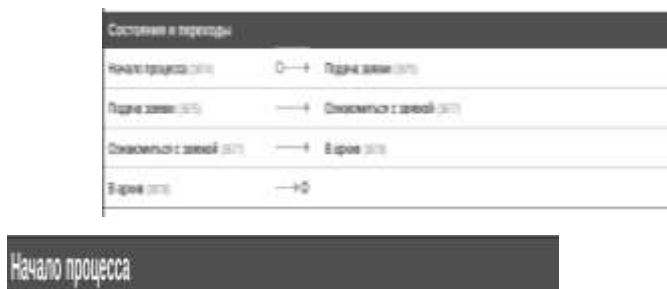 Состояния и переходы
Начало процесса Подача заявки
Подача заявки Ознакомиться с заявкой
Ознакомиться с заявкой В архив
В архив
Начало процесса